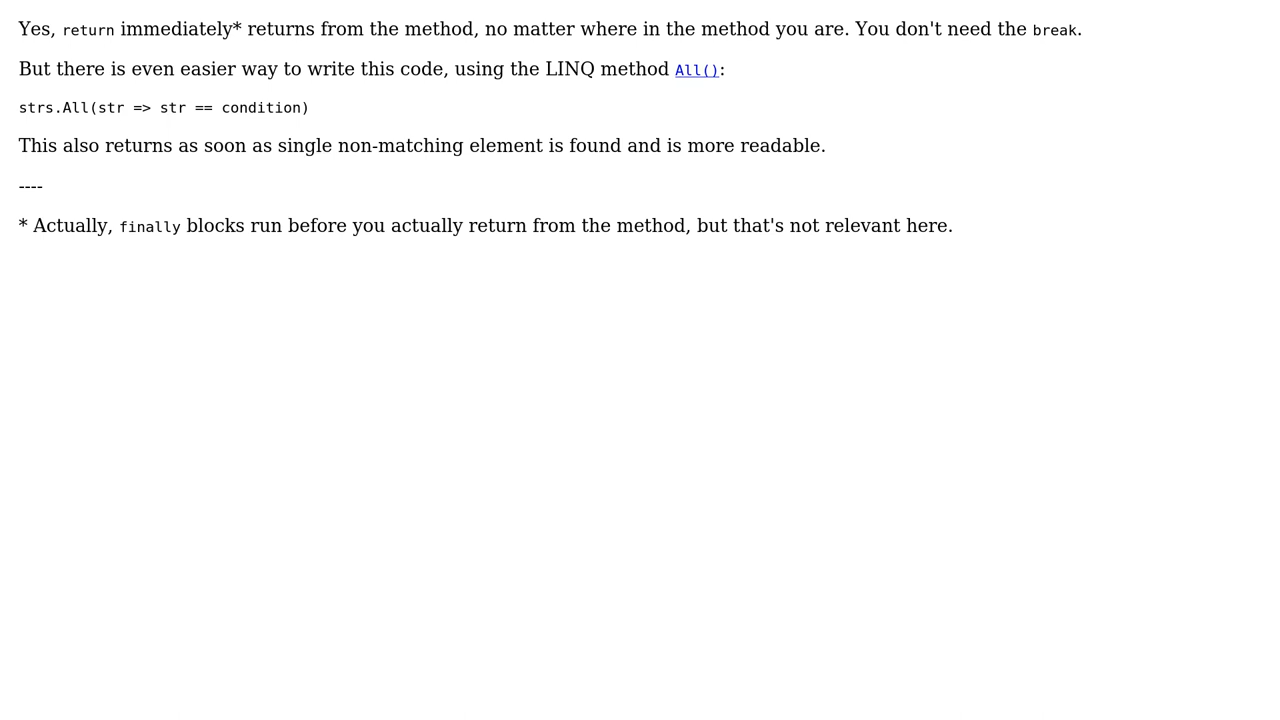 Yes, return immediately* returns from the method, no matter where in the method you are. You don't need the break.
But there is even easier way to write this code, using the LINQ method All():
strs.All(str => str == condition)
This also returns as soon as single non-matching element is found and is more readable.
----
* Actually, finally blocks run before you actually return from the method, but that's not relevant here.